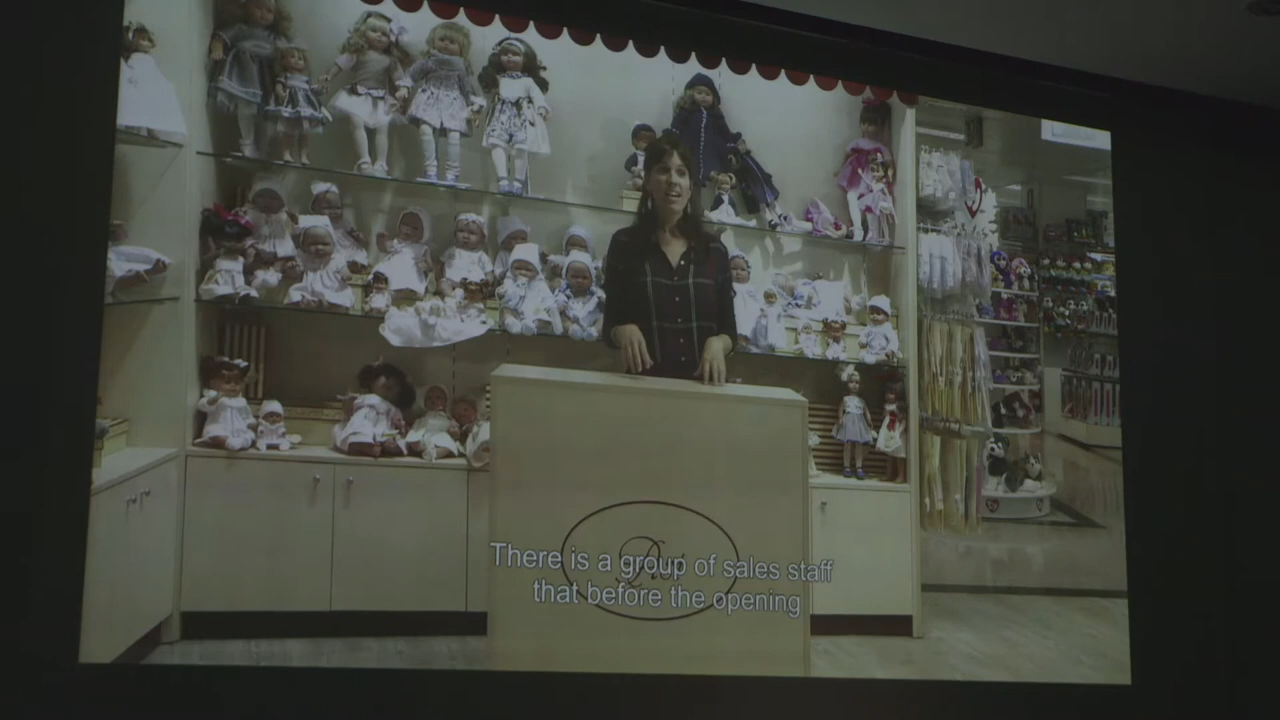 There is a group of sales staff
that before the opening